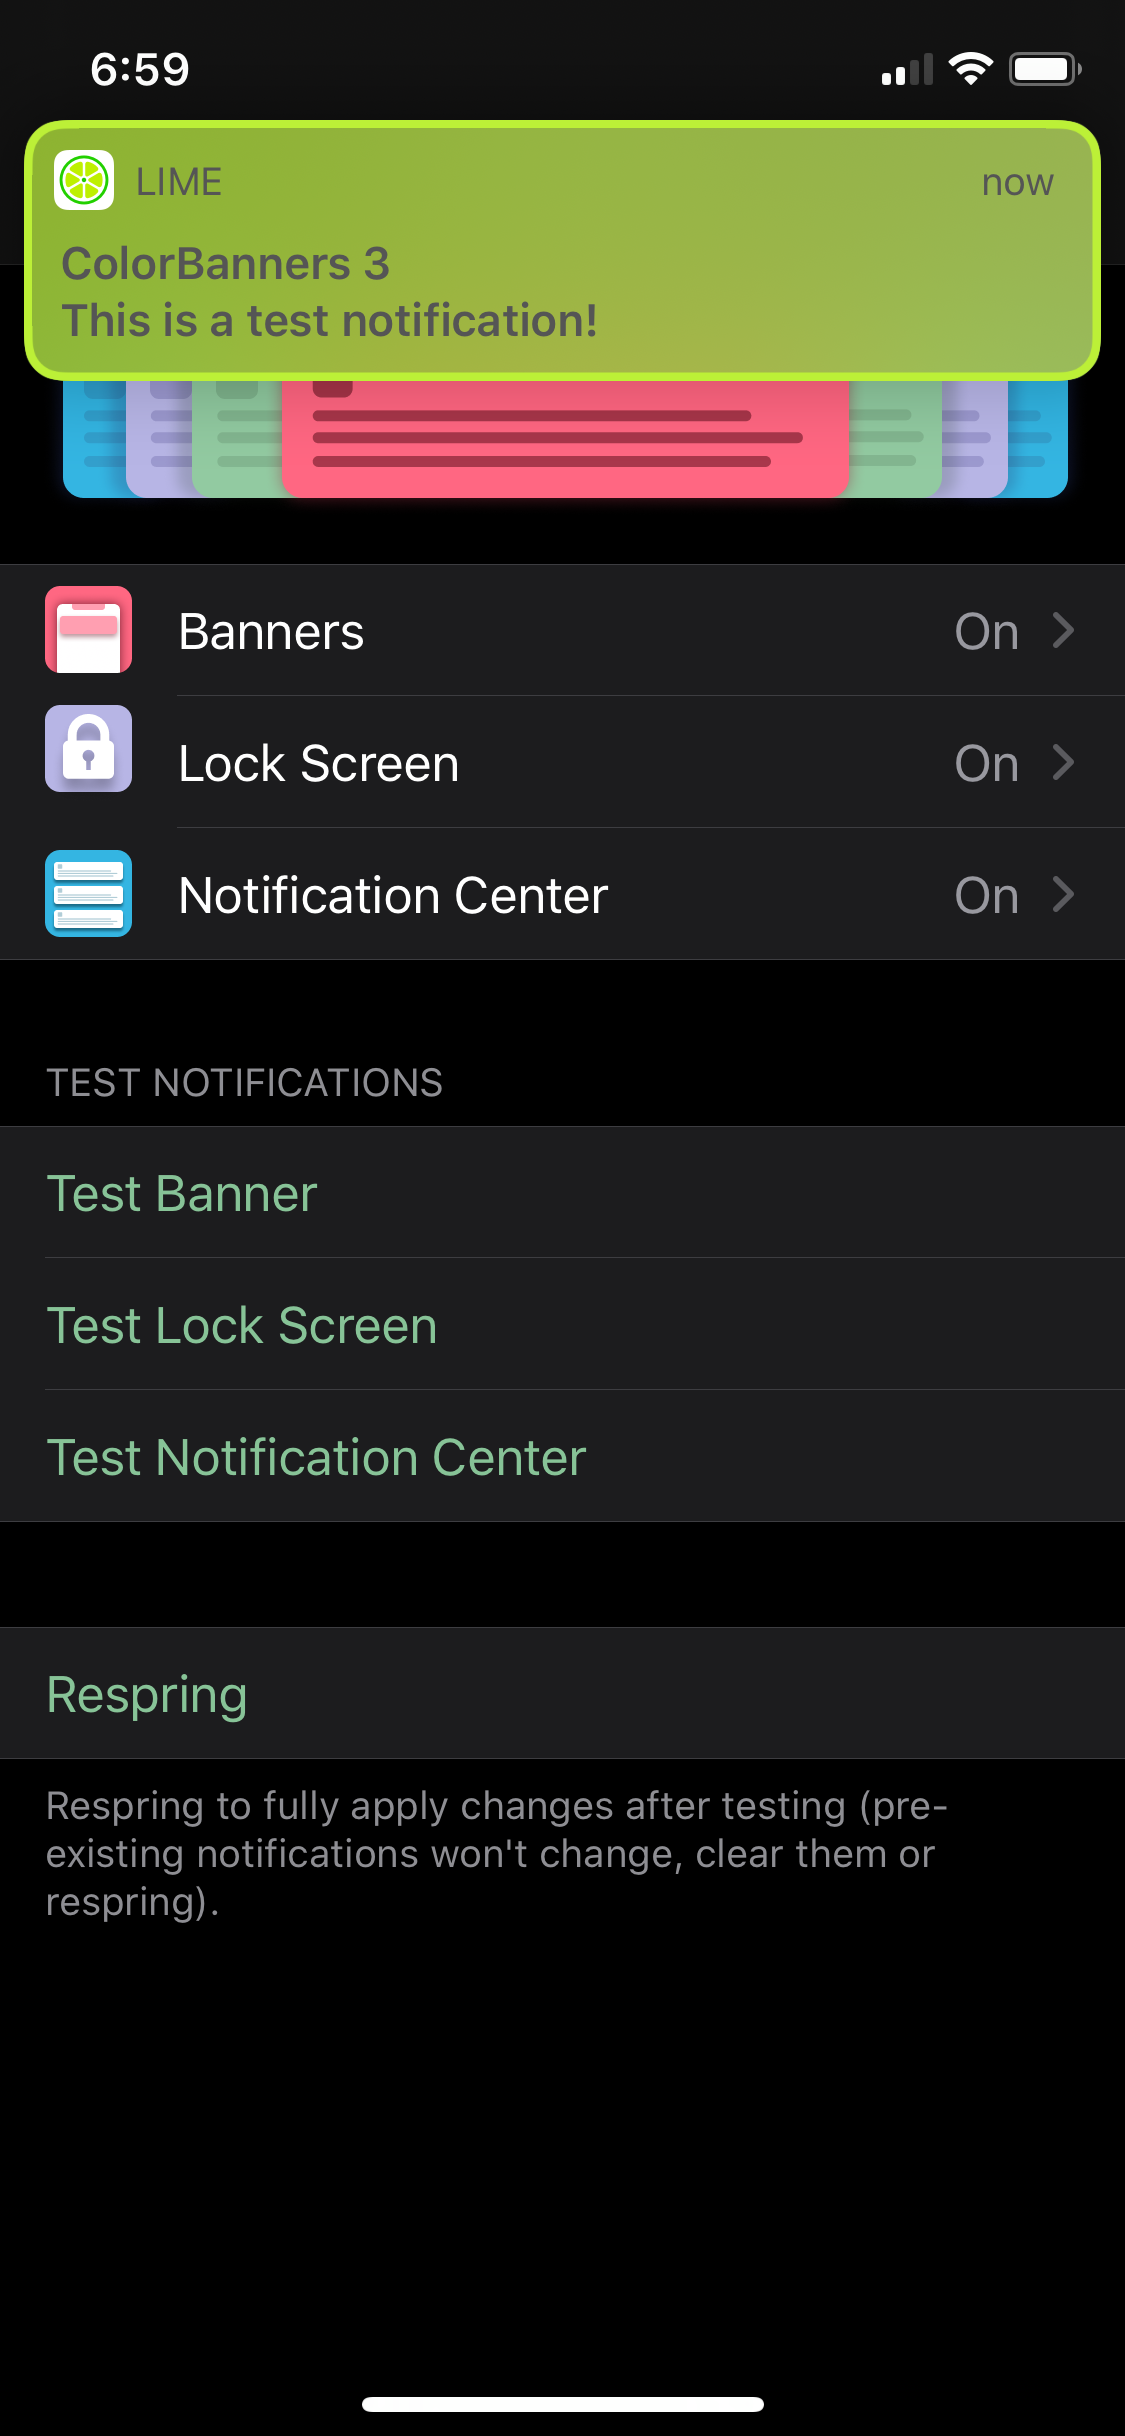 6:59
LIME
now
ColorBanners 3
This is a test notification!
Banners
On
Lock Screen
On
Notification Center
On
TEST NOTIFICATIONS
Test Banner
Test Lock Screen
Test Notification Center
Respring
Respring to fully apply changes after testing (pre-
existing notifications won't change, clear them or
respring).